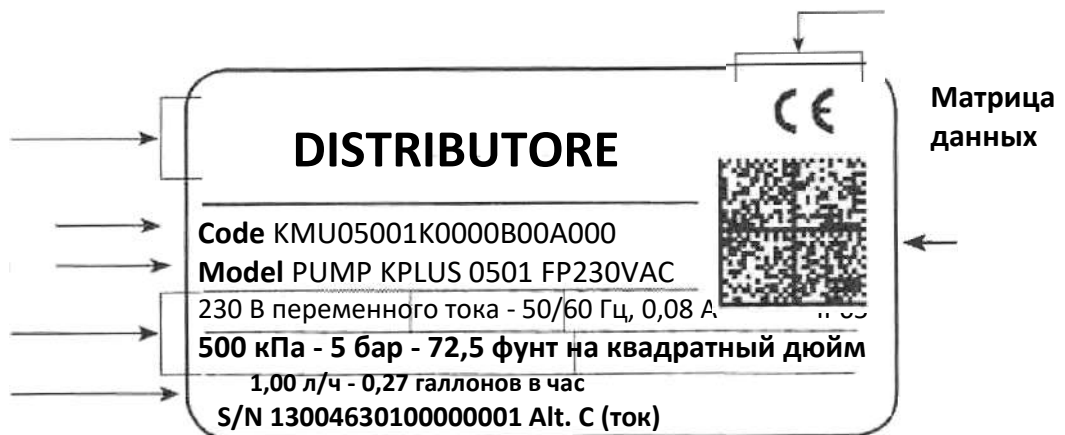 CE
Матрица
данных
DISTRIBUTORE
Code KMU05001K0000B00A000
Model PUMP KPLUS 0501 FP230VAC
230 В переменного тока - 50/60 Гц, 0,08 А
500 кПа - 5 бар - 72,5 фунт на квадратный дюйм
1,00 л/ч - 0,27 галлонов в час
S/N 13004630100000001 Alt. C (ток)